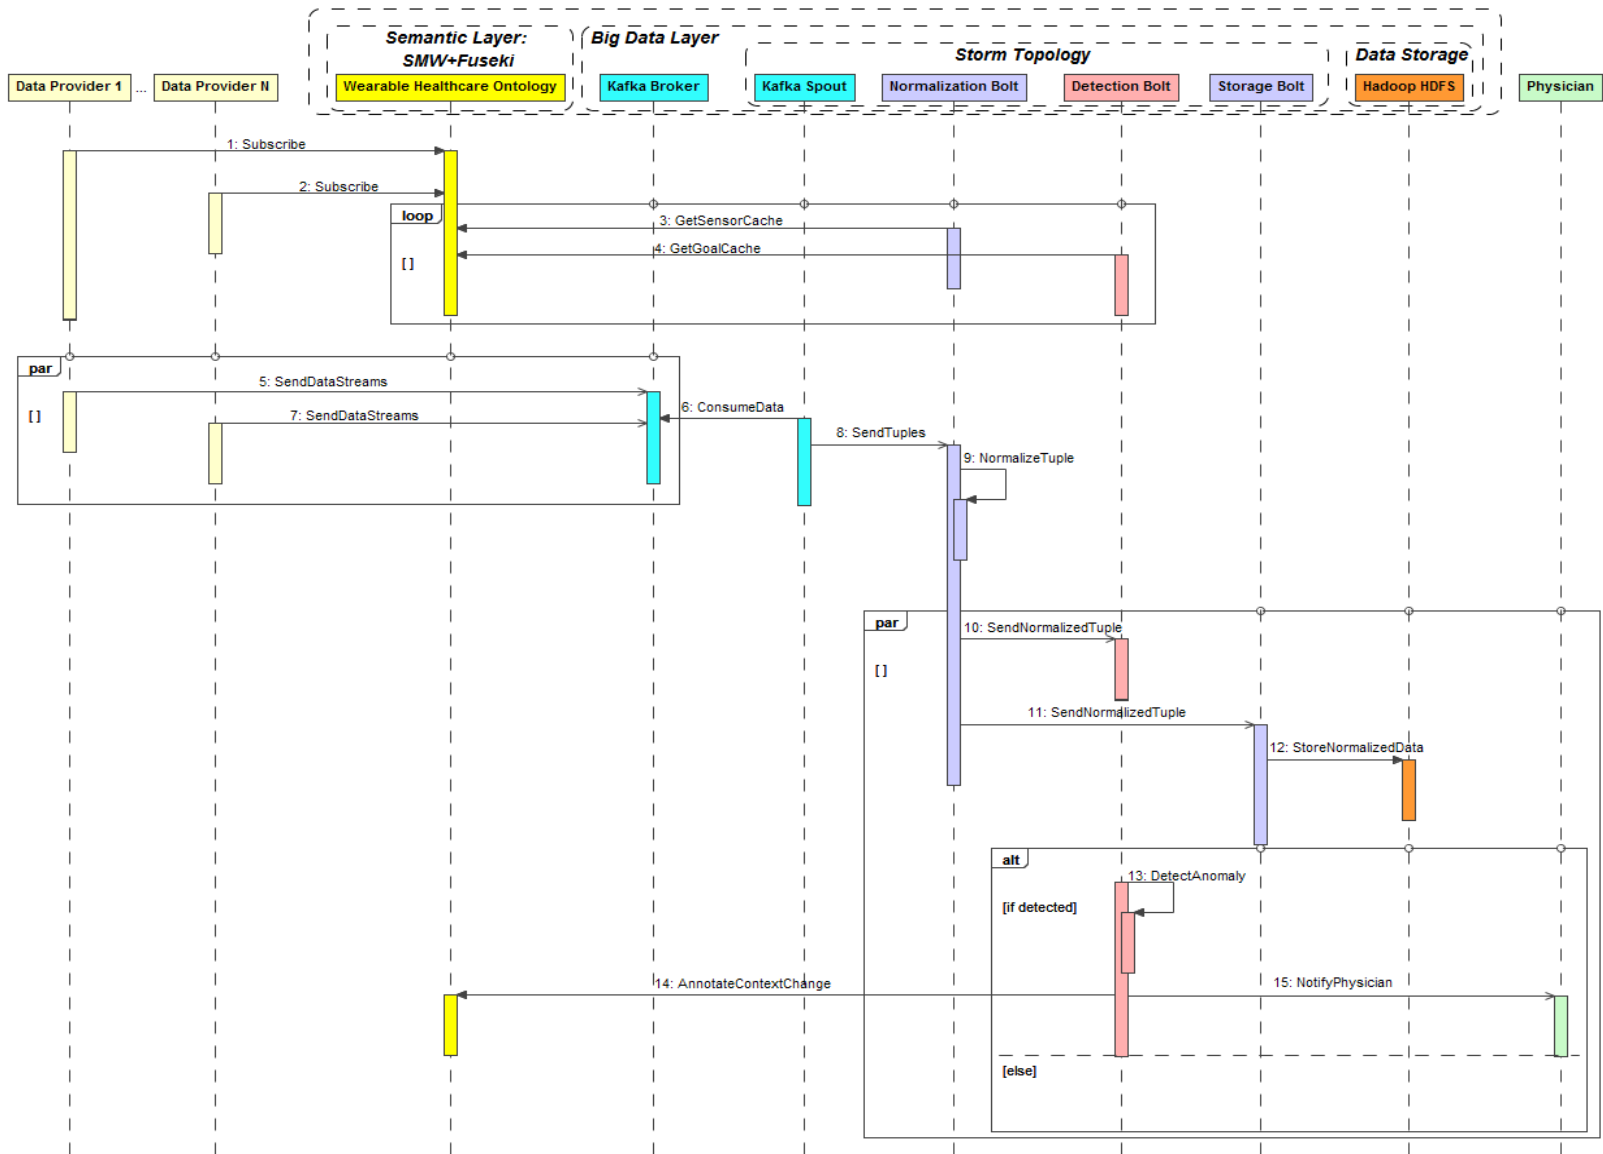 Semantic Layer:
SMW+Fuseki
Big Data Layer
Storm Topology
Data Storage
Data Provider 1
...
Data Provider N
Wearable Healthcare Ontology
Kafka Broker
Kafka Spout
Normalization Bolt
Detection Bolt
Storage Bolt
Hadoop HDFS
Physician
1: Subscribe
2: Subscribe
loop
3: GetSensorCache
4: GetGoalCache
[ ]
par
5: SendDataStreams
[ ]
6: ConsumeData
7: SendDataStreams
8: SendTuples
9: NormalizeTuple
par
10: SendNormalizedTuple
[ ]
11: SendNormalizedTuple
12: StoreNormalizedData
alt
13: DetectAnomaly
[if detected]
14: AnnotateContextChange
15: NotifyPhysician
[else]